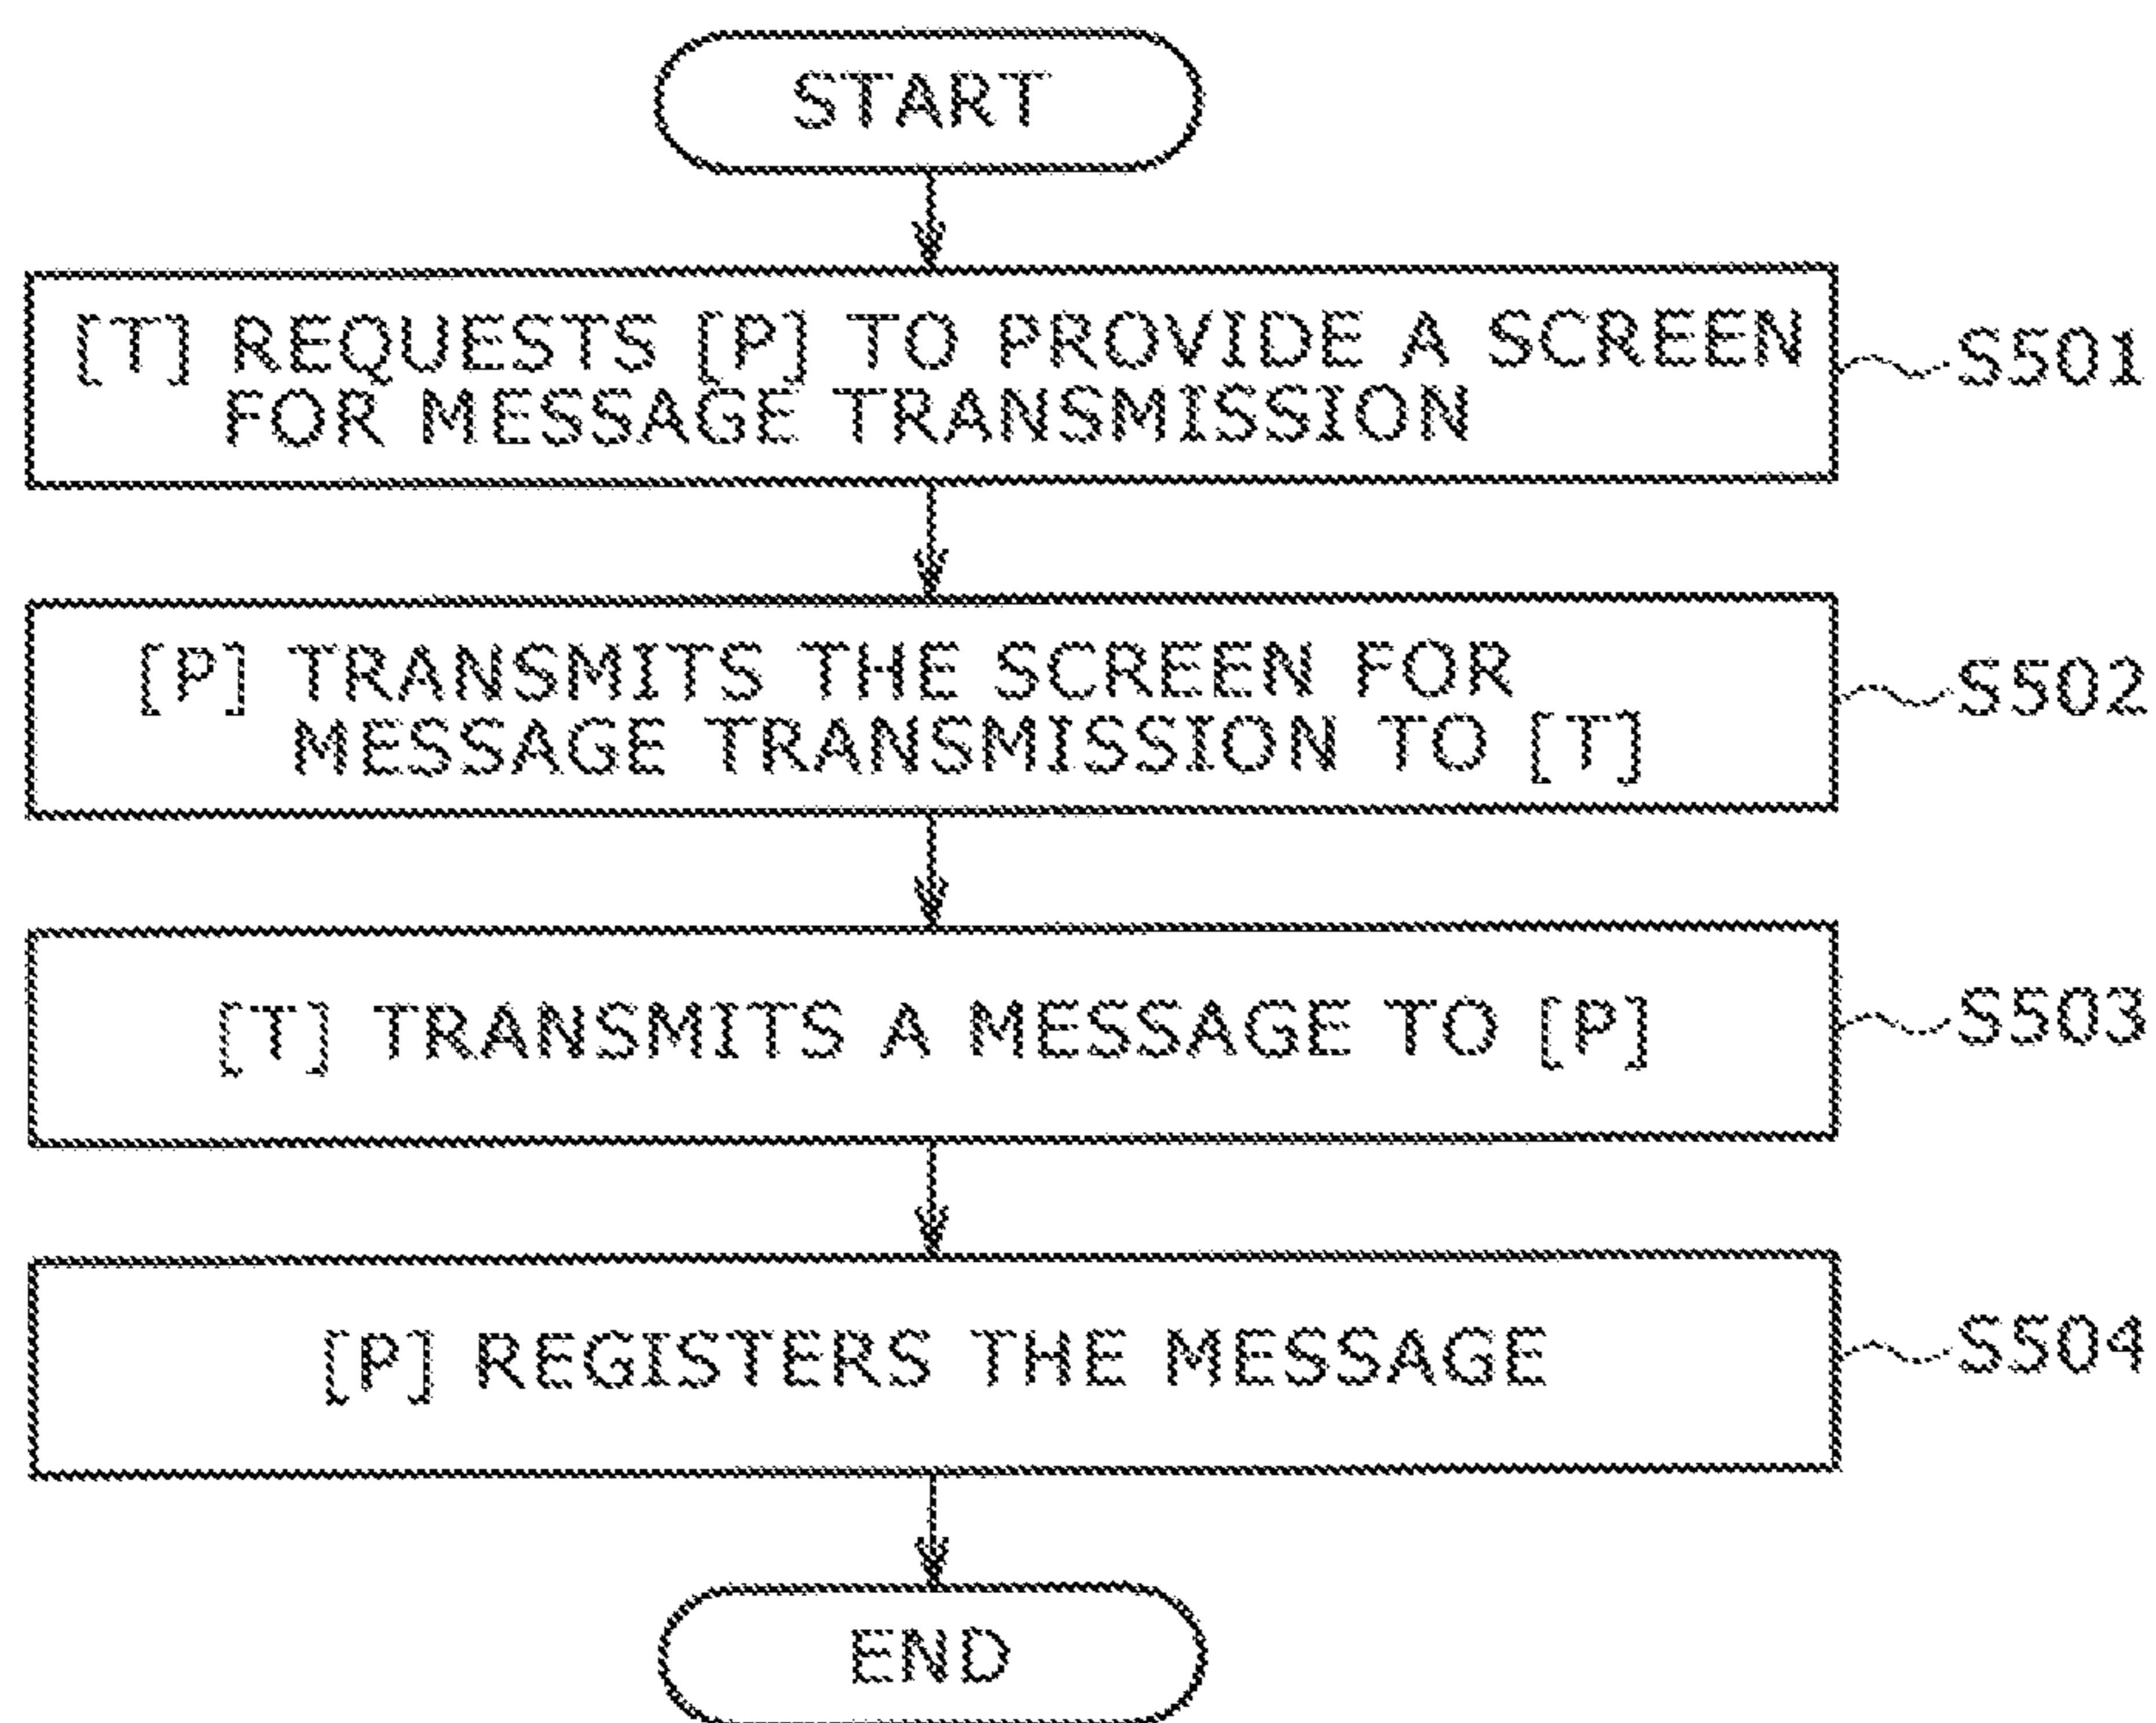 START
[T] REQUESTS [P] TO PROVIDE A SCREEN
FOR MESSAGE TRANSMISSION
S501
[P] TRANSMITS THE SCREEN FOR
MESSAGE TRANSMISSION TO [T]
S502
[T] TRANSMITS A MESSAGE TO [P]
S503
[P] REGISTERS THE MESSAGE
S504
END